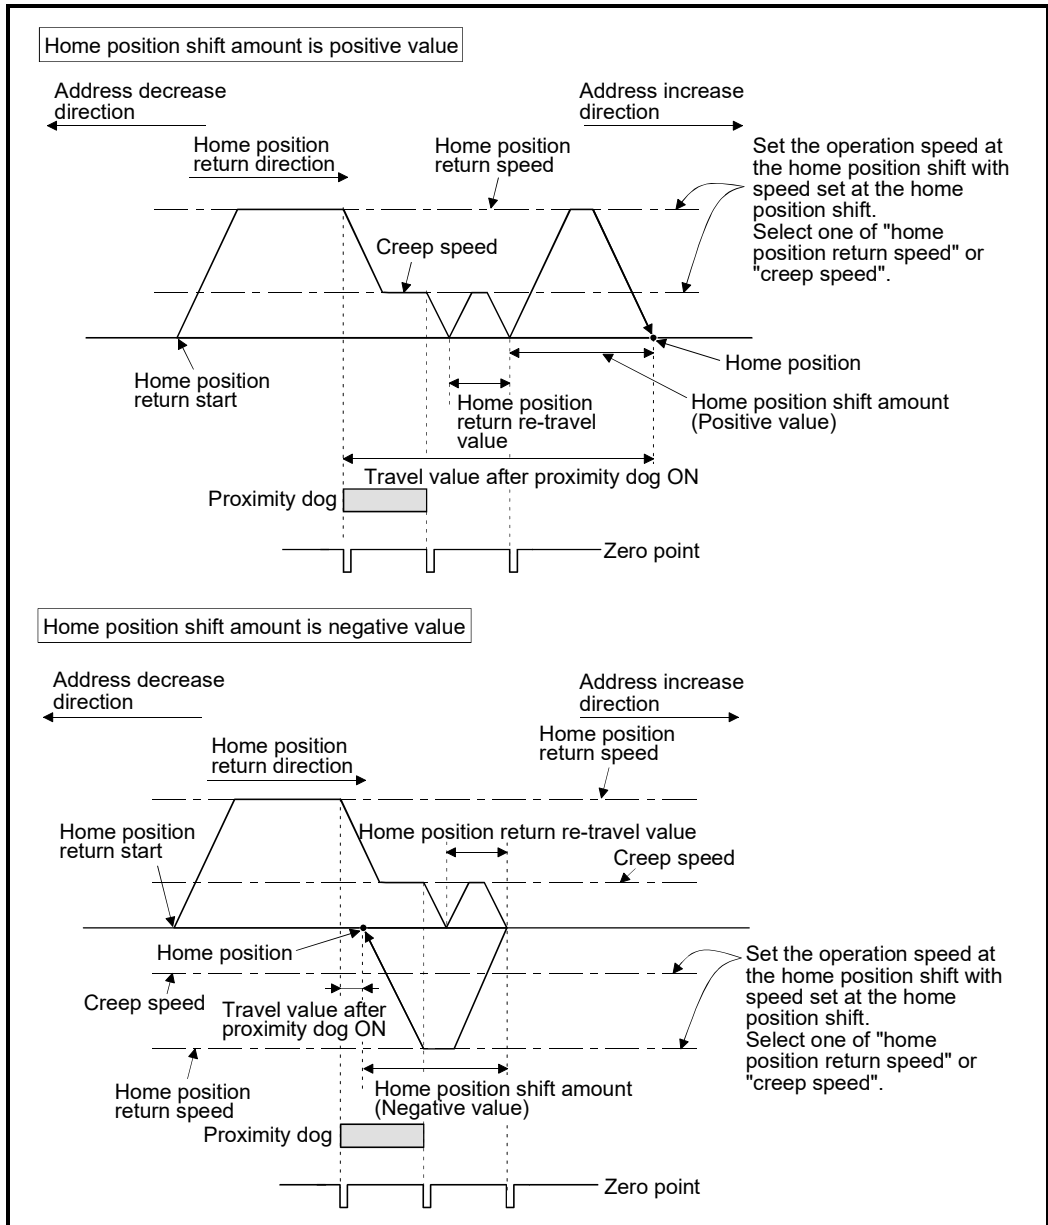 Home position shift amount is positive value
Address decrease
direction
Address increase
direction
Home position
return direction
Home position
return speed
Set the operation speed at
the home position shift with
speed set at the home
position shift.
Select one of "home
position return speed" or
"creep speed".
Creep speed
Home position
return start
Home position
Home position
return re-travel
value
Home position shift amount
(Positive value)
Travel value after proximity dog ON
Proximity dog
Zero point
Home position shift amount is negative value
Address decrease
direction
Address increase
direction
Home position
return direction
Home position
return speed
Home position
return start
Home position return re-travel value
Creep speed
Home position
Creep speed
Travel value after
proximity dog ON
Set the operation speed at
the home position shift with
speed set at the home
position shift.
Select one of "home
position return speed" or
"creep speed".
Home position
return speed
Home position shift amount
(Negative value)
Proximity dog
Zero point